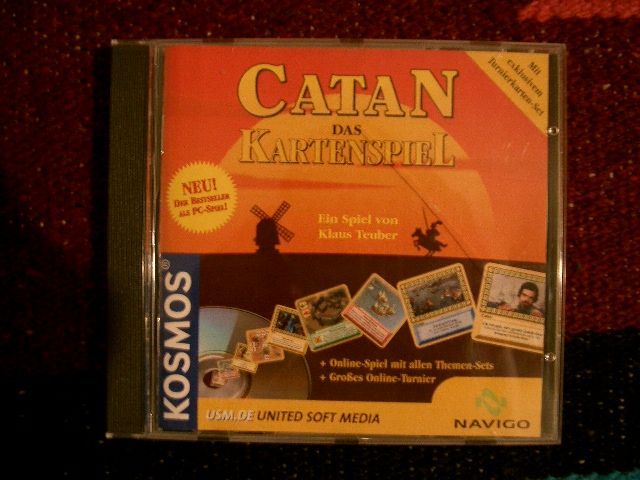 CATAN
DAS
KARTENSPIEL
Mit
exklusivem
Turnierkarten-Set
NEU!
DER BESTSELLER
ALS PC-SPIEL!
Ein Spiel von
Klaus Teuber
KOSMOS®
+ Online-Spiel mit allen Themen-Sets
+ Großes Online-Turnier
USM.DE UNITED SOFT MEDIA
NAVIGO